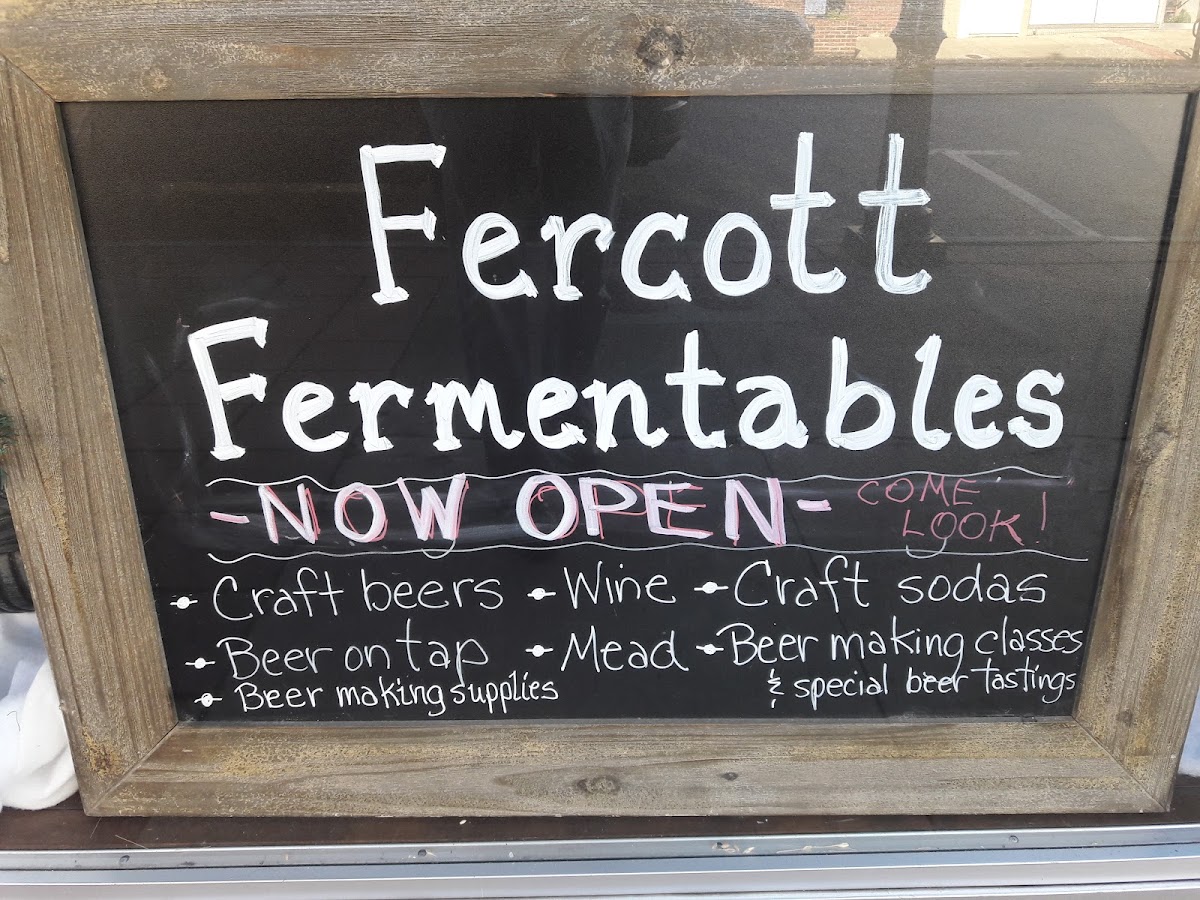 Fercott
Fermentables
-NOW OPEN- COME
LOOK!
• Craft beers • Wine • Craft sodas
• Beer on tap • Mead • Beer making classes
• Beer making supplies & special beer tastings